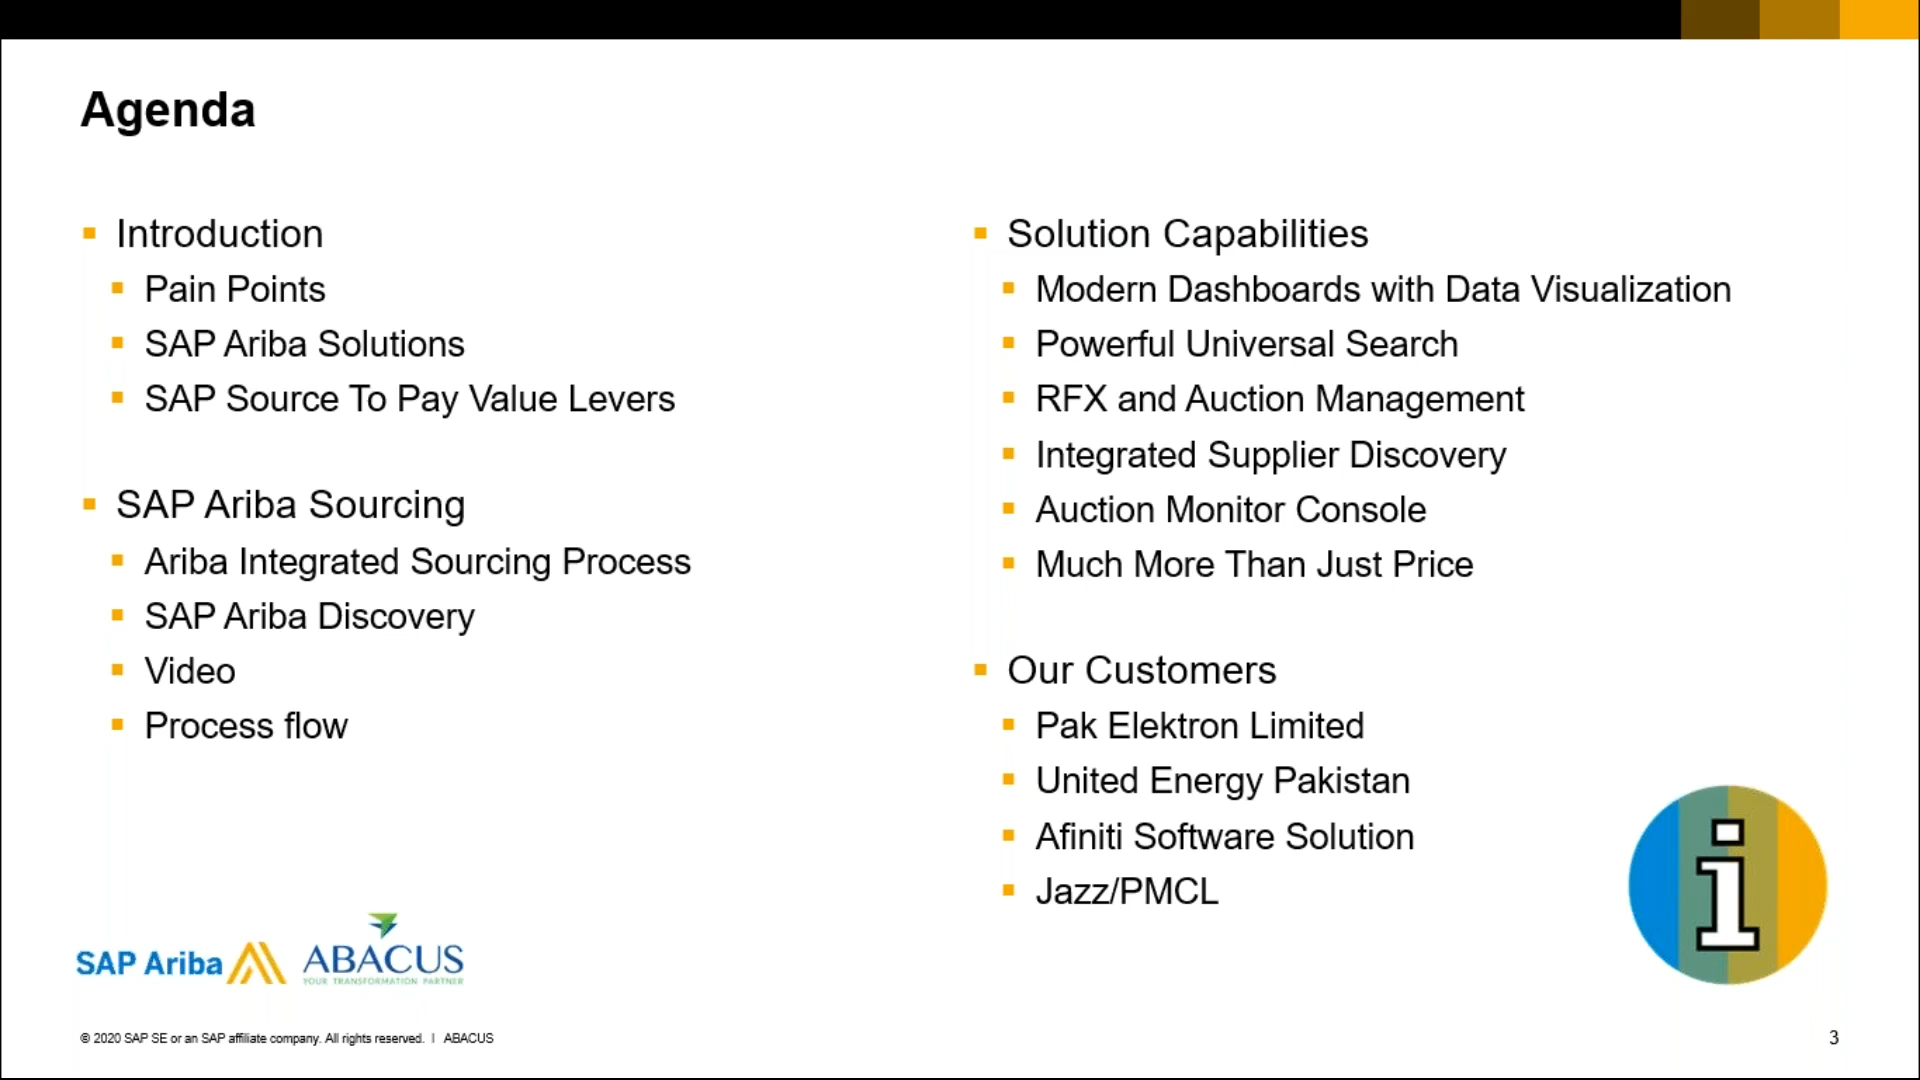 Agenda
Introduction
Pain Points
SAP Ariba Solutions
SAP Source To Pay Value Levers
SAP Ariba Sourcing
Ariba Integrated Sourcing Process
SAP Ariba Discovery
Video
Process flow
Solution Capabilities
Modern Dashboards with Data Visualization
Powerful Universal Search
RFX and Auction Management
Integrated Supplier Discovery
Auction Monitor Console
Much More Than Just Price
Our Customers
Pak Elektron Limited
United Energy Pakistan
Afiniti Software Solution
Jazz/PMCL
i
SAP Ariba
ABACUS
YOUR TRANSFORMATION PARTNER
© 2020 SAP SE or an SAP affiliate company. All rights reserved. | ABACUS
3